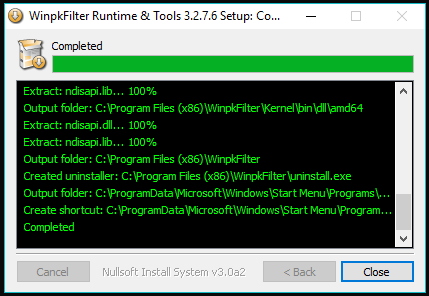 WinpkFilter Runtime & Tools 3.2.7.6 Setup: Co...
Completed
Extract: ndisapi.lib... 100%
Output folder: C:\Program Files (x86)\WinpkFilter\Kernel\bin\dll\amd64
Extract: ndisapi.dll... 100%
Extract: ndisapi.lib... 100%
Output folder: C:\Program Files (x86)\WinpkFilter
Created uninstaller: C:\Program Files (x86)\WinpkFilter\uninstall.exe
Output folder: C:\ProgramData\Microsoft\Windows\Start Menu\Programs\...
Create shortcut: C:\ProgramData\Microsoft\Windows\Start Menu\Program...
Completed
Cancel Nullsoft Install System v3.0a2 < Back Close